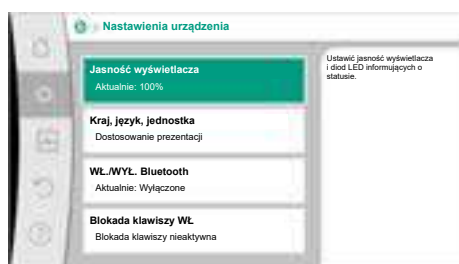 Nastawienia urządzenia
Jasność wyświetlacza
Aktualnie: 100%
Kraj, język, jednostka
Dostosowanie prezentacji
WŁ./WYŁ. Bluetooth
Aktualnie: Wyłączone
Blokada klawiszy WŁ.
Blokada klawiszy nieaktywna
Ustawić jasność wyświetlacza
i diod LED informujących o
statusie.